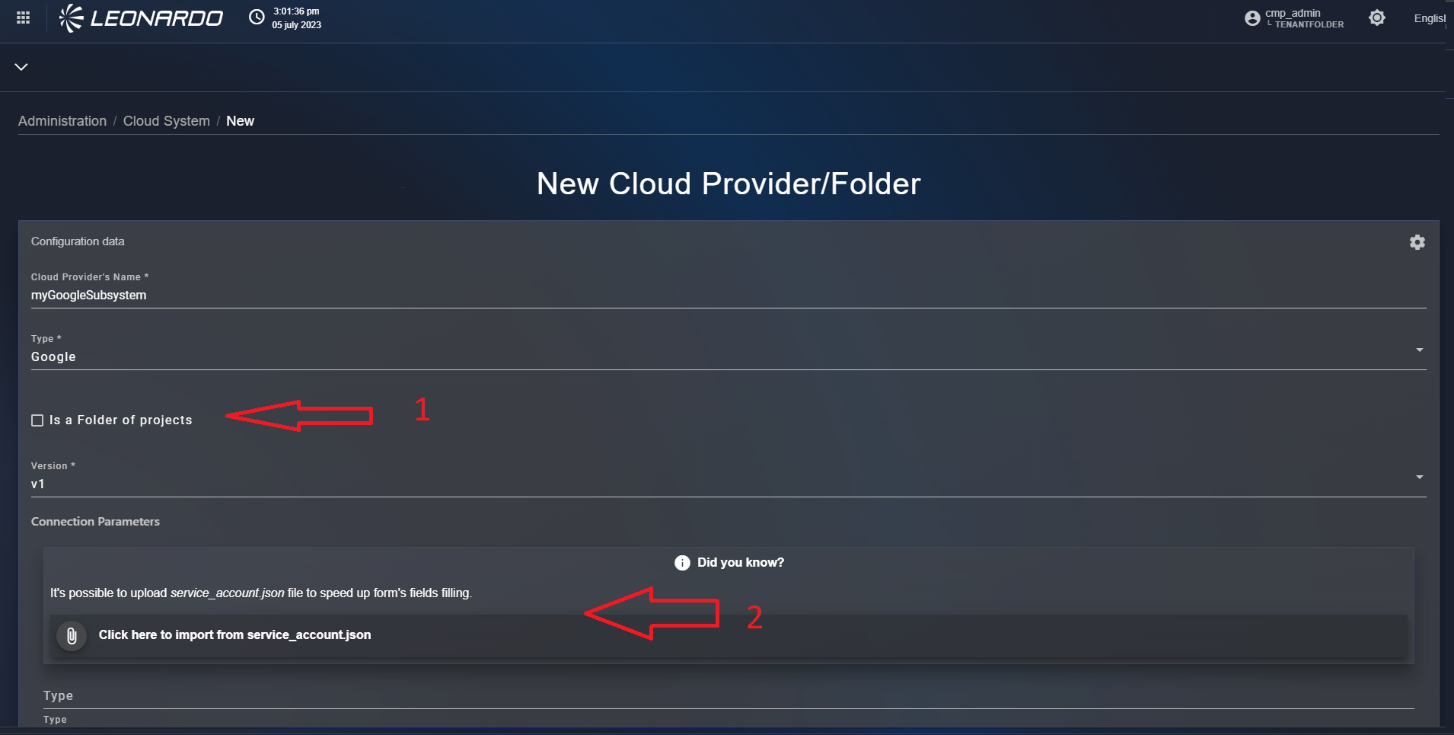 LEONARDO
3:01:36 pm
05 july 2023
cmp_admin
TENANTFOLDER
Englisl
Administration / Cloud System / New
New Cloud Provider/Folder
Configuration data
Cloud Provider's Name *
myGoogleSubsystem
Type *
Google
Is a Folder of projects
1
Version *
v1
Connection Parameters
Did you know?
It's possible to upload service_account.json file to speed up form's fields filling.
2
Click here to import from service_account.json
Type
Type